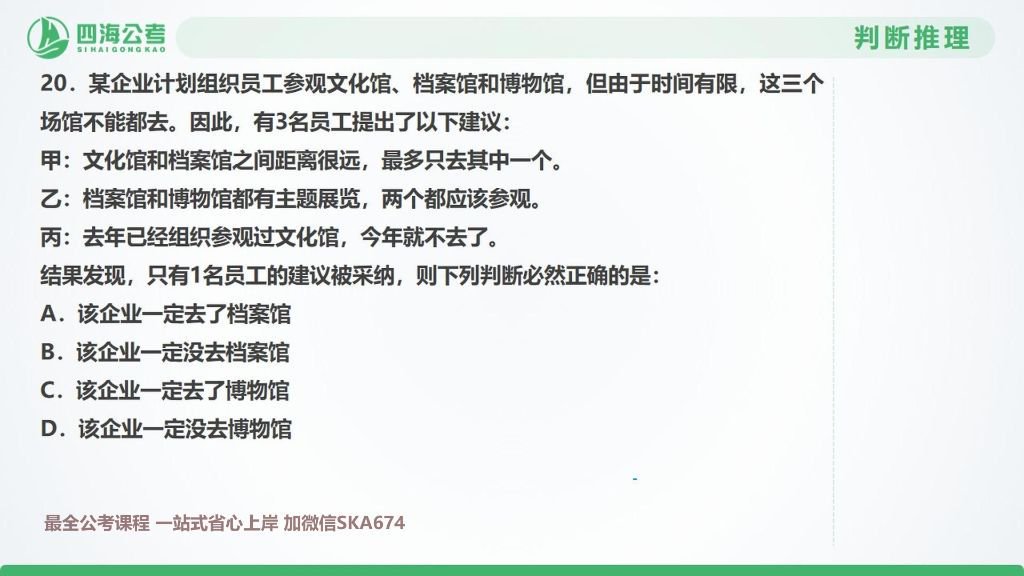 四海公考
SIHAIGONGKAO
判断推理
20．某企业计划组织员工参观文化馆、档案馆和博物馆，但由于时间有限，这三个
场馆不能都去。因此，有3名员工提出了以下建议：
甲：文化馆和档案馆之间距离很远，最多只去其中一个。
乙：档案馆和博物馆都有主题展览，两个都应该参观。
丙：去年已经组织参观过文化馆，今年就不去了。
结果发现，只有1名员工的建议被采纳，则下列判断必然正确的是：
A．该企业一定去了档案馆
B．该企业一定没去档案馆
C．该企业一定去了博物馆
D．该企业一定没去博物馆
最全公考课程 一站式省心上岸 加微信SKA674